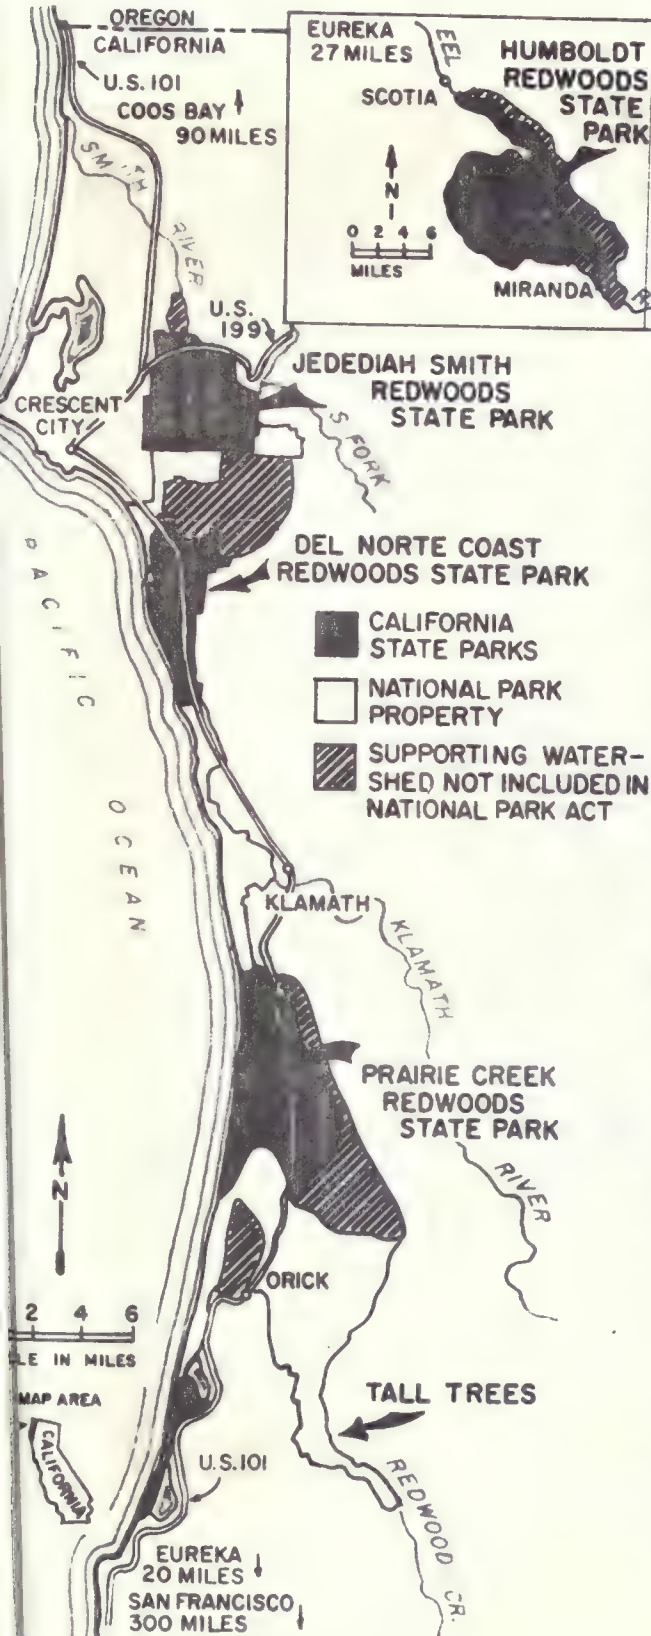 OREGON
CALIFORNIA
U.S. 101
COOS BAY
90 MILES
SMITH
RIVER
U.S.
199
EUREKA
27 MILES
EEL
SCOTIA
HUMBOLDT
REDWOODS
STATE
PARK
N
0 2 4 6
MILES
MIRANDA
R.
JEDEDIAH SMITH
REDWOODS
STATE PARK
CRESCENT
CITY
S FORK
DEL NORTE COAST
REDWOODS STATE PARK
CALIFORNIA
STATE PARKS
NATIONAL PARK
PROPERTY
SUPPORTING WATER-
SHED NOT INCLUDED IN
NATIONAL PARK ACT
PACIFIC
OCEAN
KLAMATH
KLAMATH
RIVER
PRAIRIE CREEK
REDWOODS
STATE PARK
N
ORICK
2 4 6
LE IN MILES
MAP AREA
CALIFORNIA
TALL TREES
U.S. 101
REDWOOD CR.
EUREKA
20 MILES
SAN FRANCISCO
300 MILES